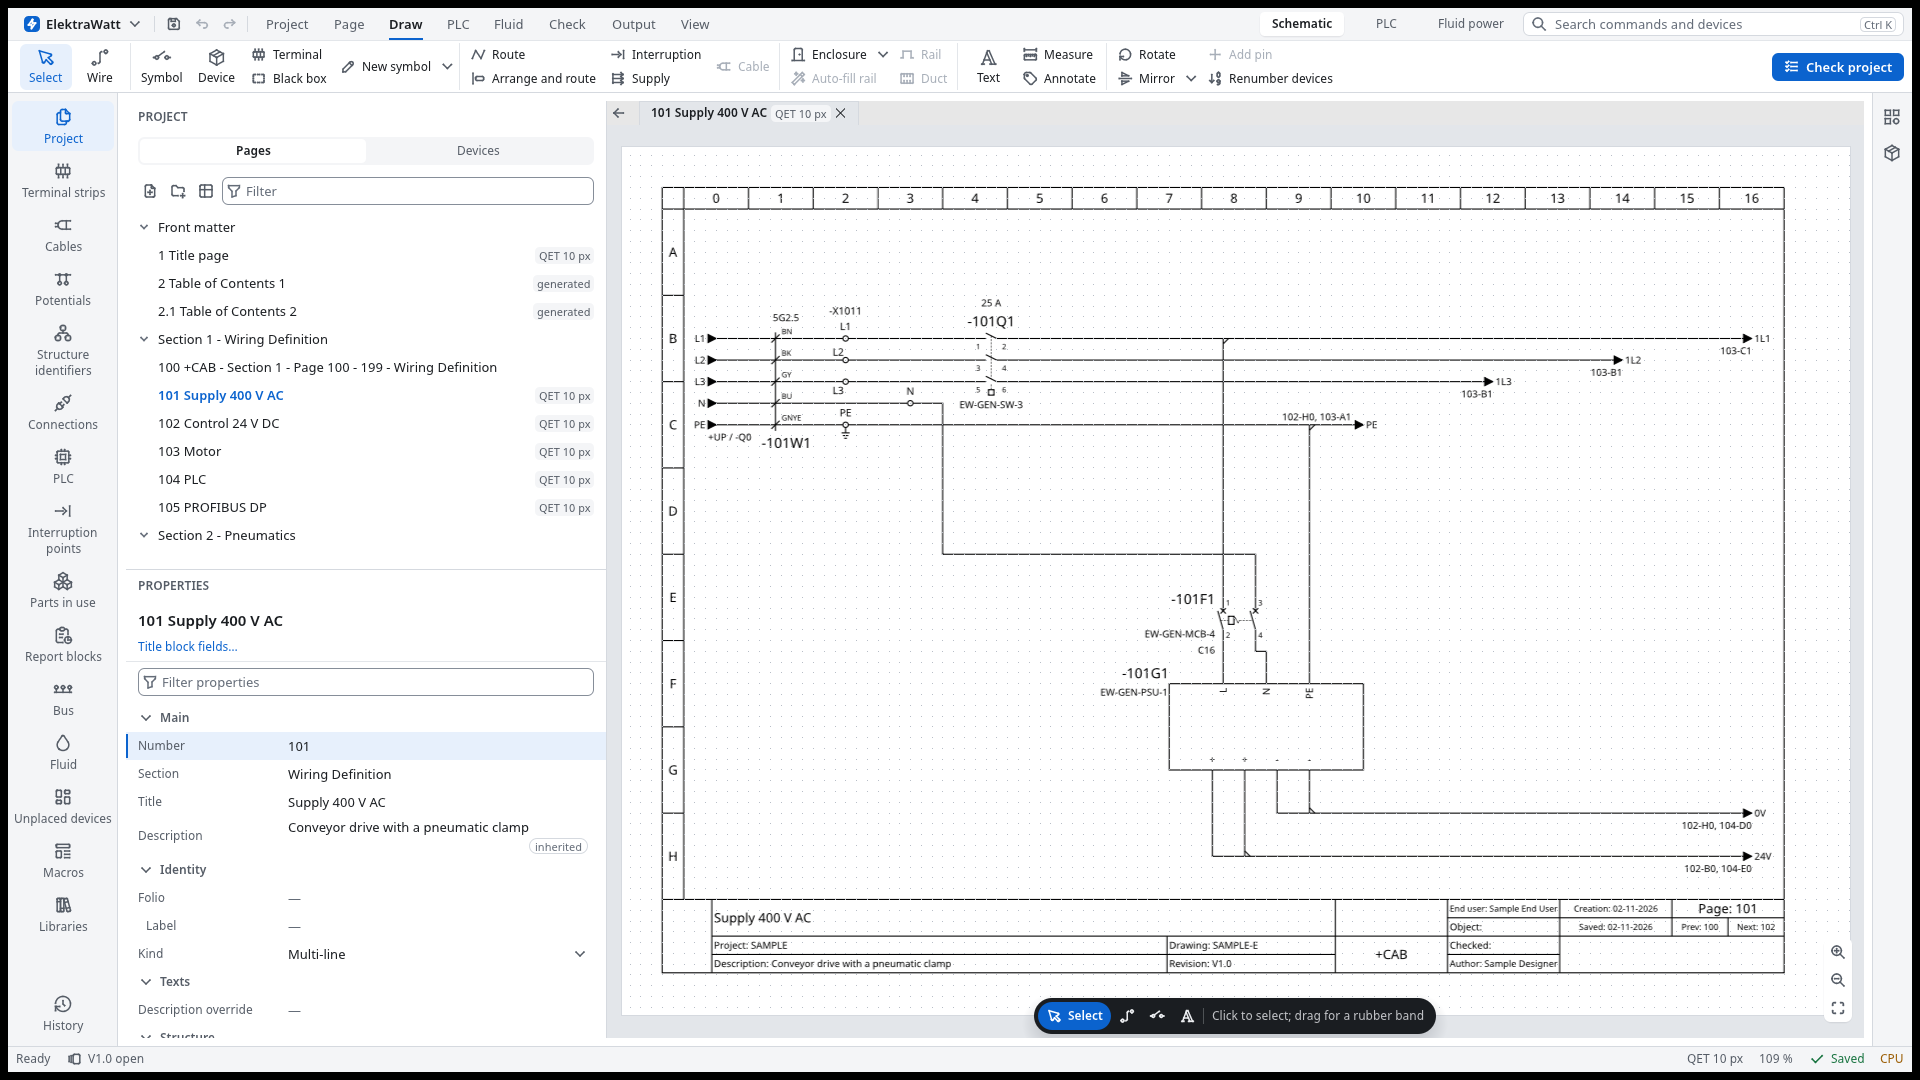 ElektraWatt
Project Page Draw PLC Fluid Check Output View
Schematic PLC Fluid power
Search commands and devices Ctrl K
Select Wire Symbol Device
Terminal
Black box
New symbol
Route
Arrange and route
Interruption
Supply
Cable
Enclosure
Auto-fill rail
Rail
Duct
Text
Measure
Annotate
Rotate
Mirror
Add pin
Renumber devices
Check project
Project
Terminal strips
Cables
Potentials
Structure
identifiers
Connections
PLC
Interruption
points
Parts in use
Report blocks
Bus
Fluid
Unplaced devices
Macros
Libraries
History
PROJECT
Pages Devices
Filter
Front matter
1 Title page QET 10 px
2 Table of Contents 1 generated
2.1 Table of Contents 2 generated
Section 1 - Wiring Definition
100 +CAB - Section 1 - Page 100 - 199 - Wiring Definition
101 Supply 400 V AC QET 10 px
102 Control 24 V DC QET 10 px
103 Motor QET 10 px
104 PLC QET 10 px
105 PROFIBUS DP QET 10 px
Section 2 - Pneumatics
PROPERTIES
101 Supply 400 V AC
Title block fields...
Filter properties
Main
Number 101
Section Wiring Definition
Title Supply 400 V AC
Description Conveyor drive with a pneumatic clamp
inherited
Identity
Folio —
Label —
Kind Multi-line
Texts
Description override —
Structure
101 Supply 400 V AC QET 10 px
0 1 2 3 4 5 6 7 8 9 10 11 12 13 14 15 16
A
B
C
D
E
F
G
H
25 A
-X1011
5G2.5
-101Q1
L1
BN
L1 1 2 1L1
103-C1
L2
BK
L2 3 4 1L2
103-B1
GY
L3 5 6 1L3
L3
N
103-B1
BU
N
EW-GEN-SW-3
PE
GNYE
102-H0, 103-A1
PE PE
+UP / -Q0
-101W1
-101F1
1 3
EW-GEN-MCB-4 2 4
C16
-101G1
EW-GEN-PSU-1
L N PE
+ + - -
0V
102-H0, 104-D0
24V
102-B0, 104-E0
Supply 400 V AC
Project: SAMPLE
Description: Conveyor drive with a pneumatic clamp
Drawing: SAMPLE-E
Revision: V1.0
+CAB
End user: Sample End User
Object:
Checked:
Author: Sample Designer
Creation: 02-11-2026
Saved: 02-11-2026
Page: 101
Prev: 100 Next: 102
Select Click to select; drag for a rubber band
Ready V1.0 open QET 10 px 109 % Saved CPU